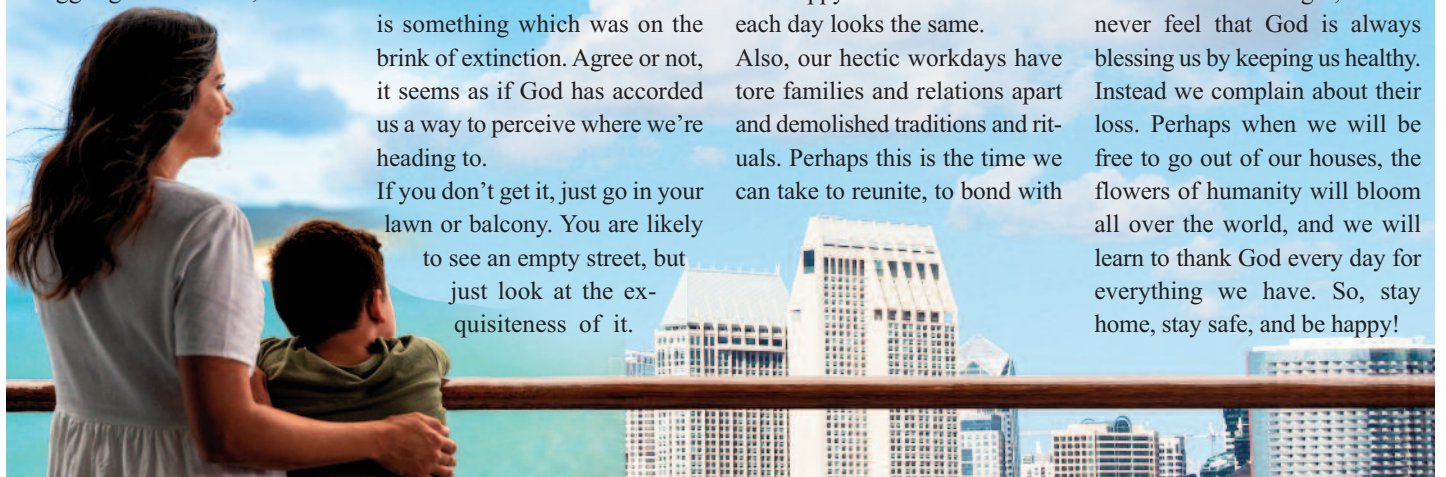 is something which was on the
brink of extinction. Agree or not,
it seems as if God has accorded
us a way to perceive where we’re
heading to.
If you don’t get it, just go in your
lawn or balcony. You are likely
to see an empty street, but
just look at the ex-
quisiteness of it.
each day looks the same.
Also, our hectic workdays have
tore families and relations apart
and demolished traditions and rit-
uals. Perhaps this is the time we
can take to reunite, to bond with
never feel that God is always
blessing us by keeping us healthy.
Instead we complain about their
loss. Perhaps when we will be
free to go out of our houses, the
flowers of humanity will bloom
all over the world, and we will
learn to thank God every day for
everything we have. So, stay
home, stay safe, and be happy!